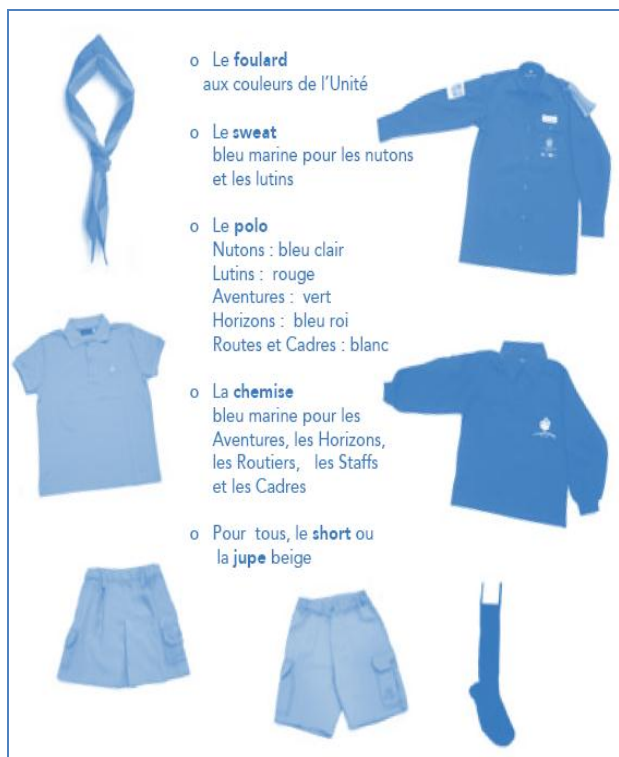 o Le foulard
aux couleurs de l'Unité
o Le sweat
bleu marine pour les nutons
et les lutins
o Le polo
Nutons : bleu clair
Lutins : rouge
Aventures : vert
Horizons : bleu roi
Routes et Cadres : blanc
o La chemise
bleu marine pour les
Aventures, les Horizons,
les Routiers, les Staffs
et les Cadres
o Pour tous, le short ou
la jupe beige